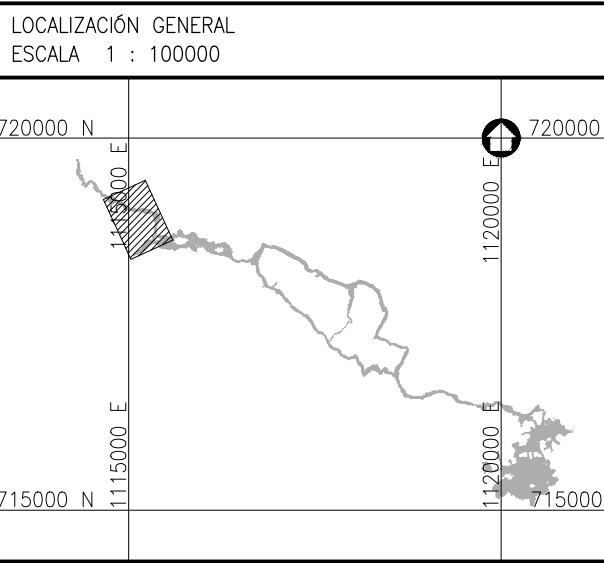 LOCALIZACIÓN GENERAL
ESCALA 1 : 100000
720000 N
720000
1115000 E
1120000 E
1115000 E
1120000 E
715000 N
715000